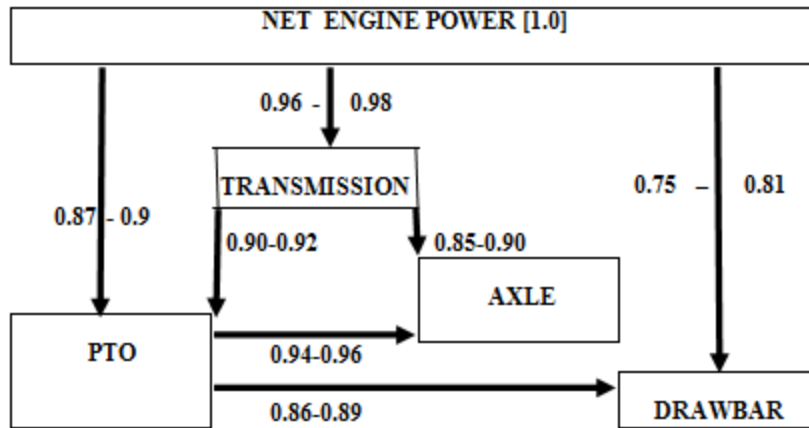 NET ENGINE POWER [1.0]
0.96 - 0.98
TRANSMISSION
0.75 – 0.81
0.87 - 0.9
0.90-0.92
0.85-0.90
AXLE
PTO
0.94-0.96
0.86-0.89
DRAWBAR